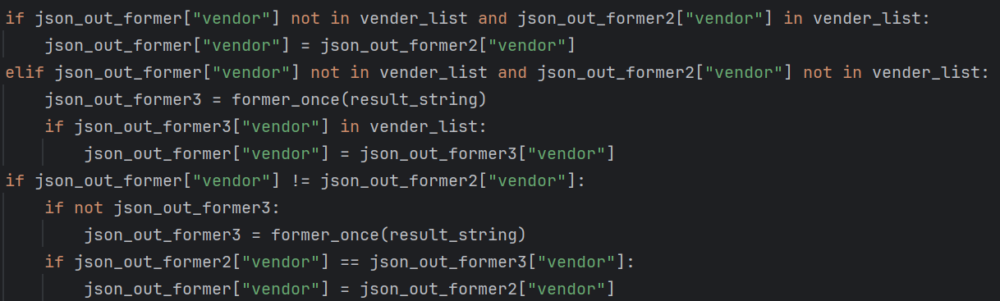 if json_out_former["vendor"] not in vender_list and json_out_former2["vendor"] in vender_list:
    json_out_former["vendor"] = json_out_former2["vendor"]
elif json_out_former["vendor"] not in vender_list and json_out_former2["vendor"] not in vender_list:
    json_out_former3 = former_once(result_string)
    if json_out_former3["vendor"] in vender_list:
        json_out_former["vendor"] = json_out_former3["vendor"]
if json_out_former["vendor"] != json_out_former2["vendor"]:
    if not json_out_former3:
        json_out_former3 = former_once(result_string)
    if json_out_former2["vendor"] == json_out_former3["vendor"]:
        json_out_former["vendor"] = json_out_former2["vendor"]